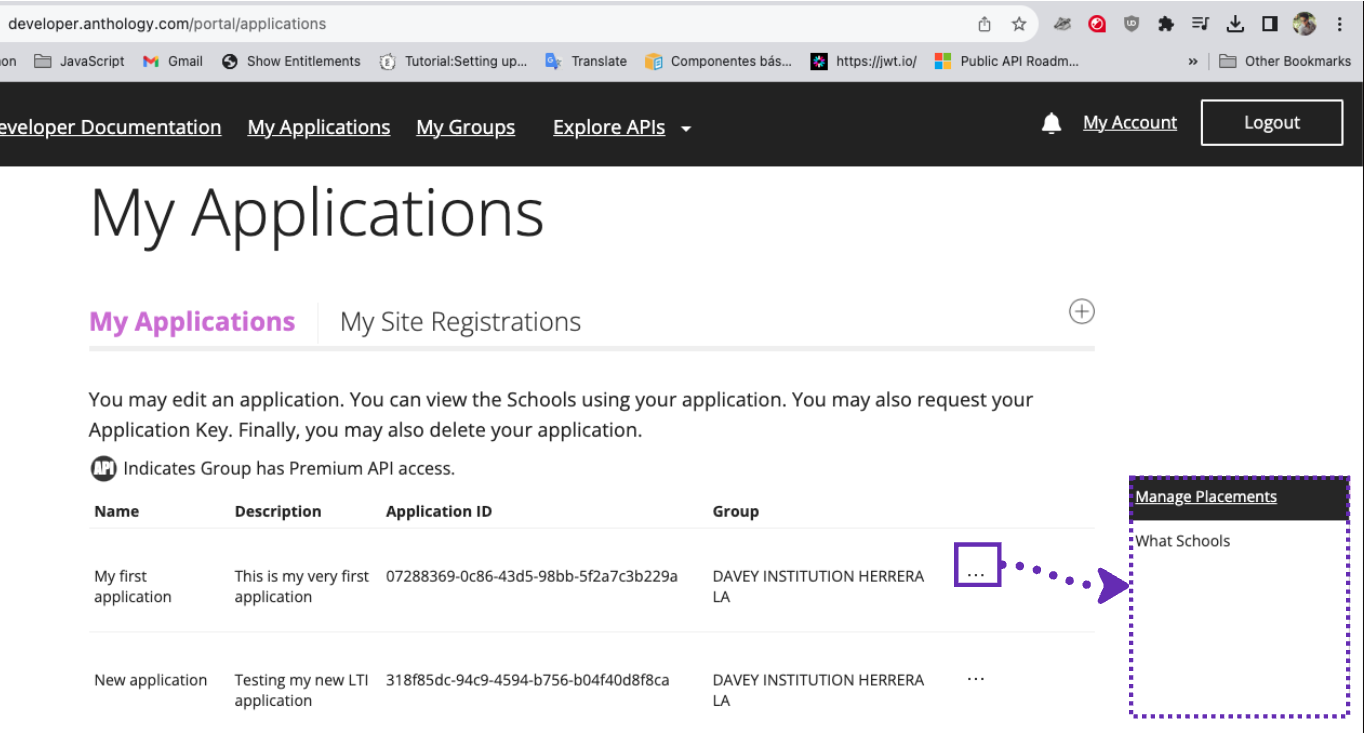 developer.anthology.com/portal/applications
on JavaScript Gmail Show Entitlements Tutorial:Setting up... Translate Componentes bás... https://jwt.io/ Public API Roadm... » Other Bookmarks
eveloper Documentation My Applications My Groups Explore APIs My Account Logout
My Applications
My Applications My Site Registrations
You may edit an application. You can view the Schools using your application. You may also request your
Application Key. Finally, you may also delete your application.
API Indicates Group has Premium API access.
Name Description Application ID Group
My first This is my very first 07288369-0c86-43d5-98bb-5f2a7c3b229a DAVEY INSTITUTION HERRERA ...
application application LA
New application Testing my new LTI 318f85dc-94c9-4594-b756-b04f40d8f8ca DAVEY INSTITUTION HERRERA ...
application LA
Manage Placements
What Schools